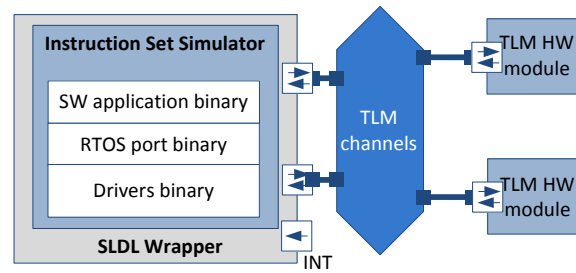 Instruction Set Simulator
SW application binary
RTOS port binary
Drivers binary
SLDL Wrapper
INT
TLM
channels
TLM HW
module
TLM HW
module